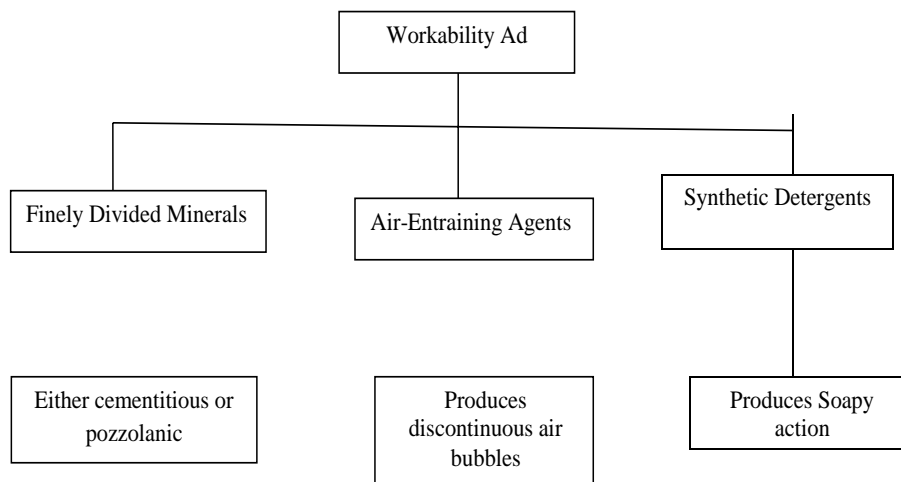 Workability Ad
Finely Divided Minerals
Air-Entraining Agents
Synthetic Detergents
Either cementitious or
pozzolanic
Produces
discontinuous air
bubbles
Produces Soapy
action